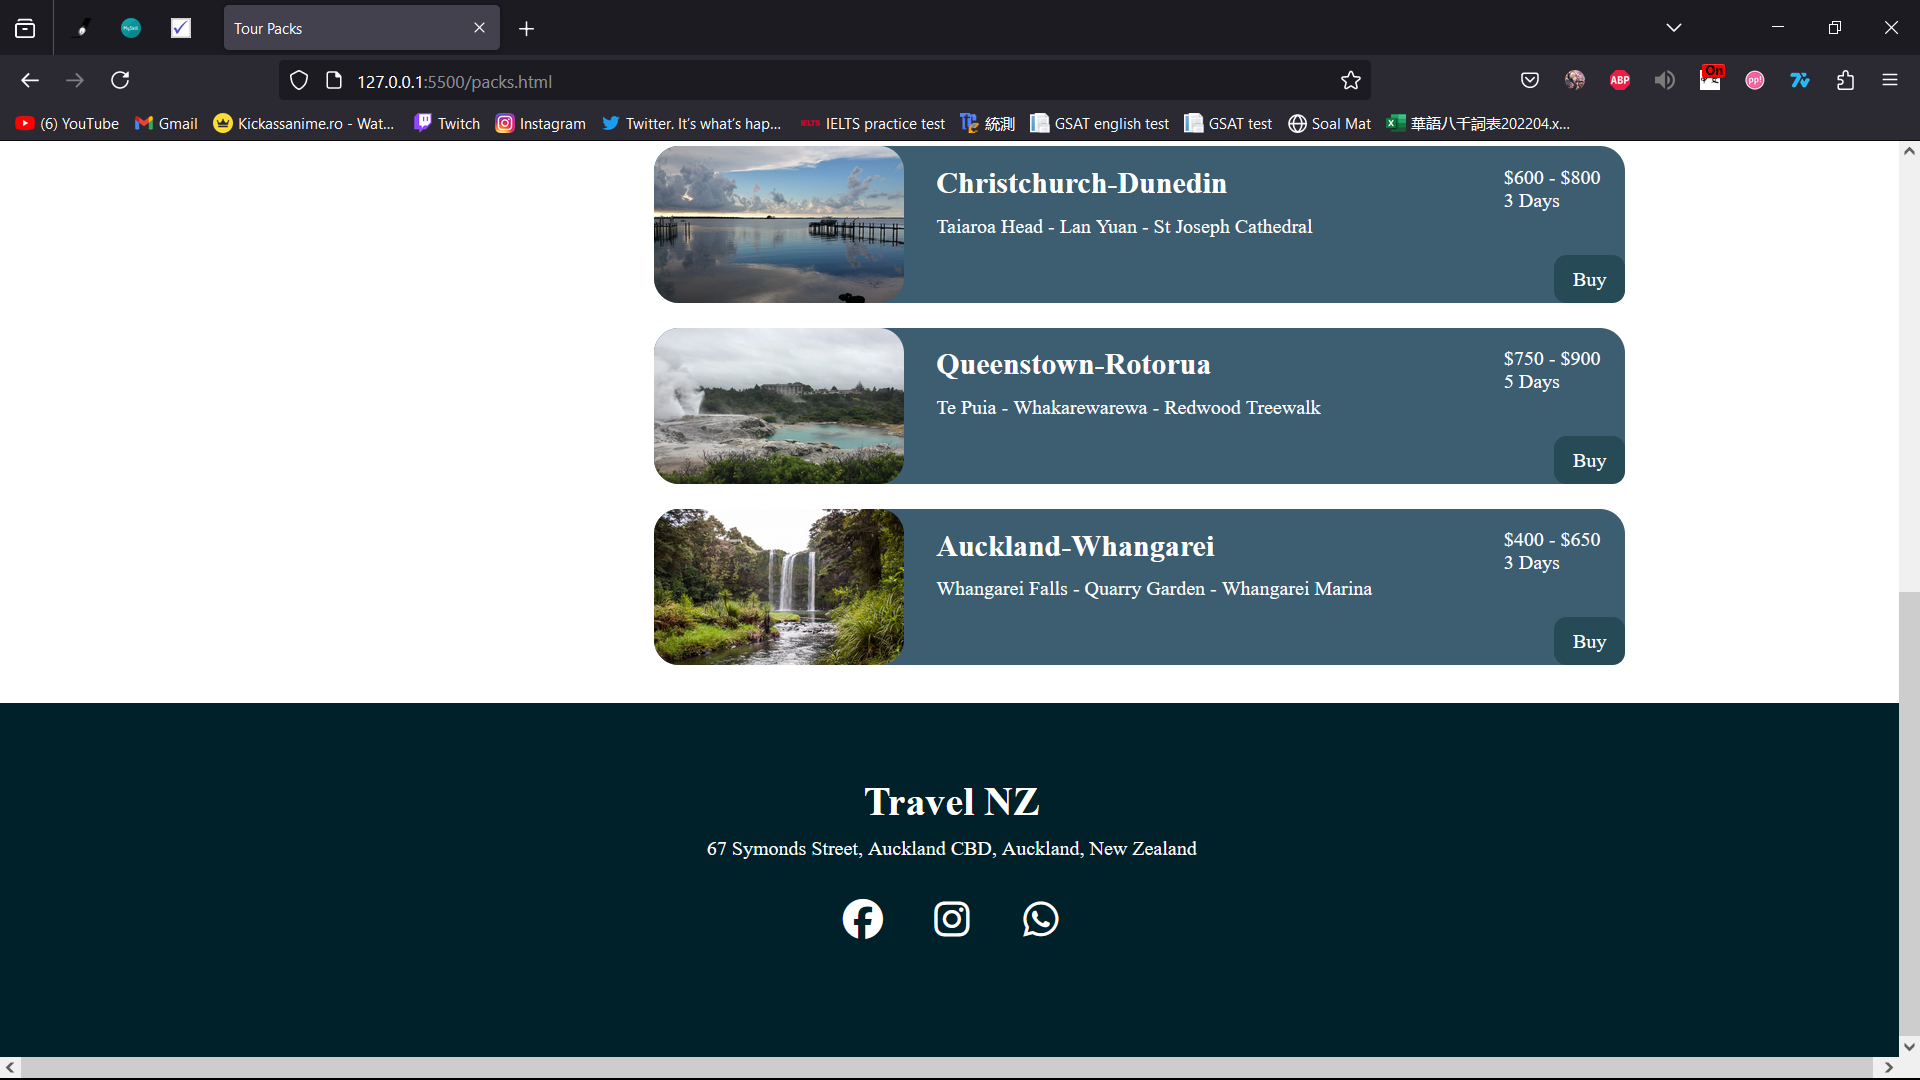 Tour Packs
127.0.0.1:5500/packs.html
ABP
On
pp!
(6) YouTube
Gmail
Kickassanime.ro - Wat...
Twitch
Instagram
Twitter. It's what's hap...
IELTS IELTS practice test
統測
GSAT english test
GSAT test
Soal Mat
華語八千詞表202204.x...
Christchurch-Dunedin
$600 - $800
3 Days
Taiaroa Head - Lan Yuan - St Joseph Cathedral
Buy
Queenstown-Rotorua
$750 - $900
5 Days
Te Puia - Whakarewarewa - Redwood Treewalk
Buy
Auckland-Whangarei
$400 - $650
3 Days
Whangarei Falls - Quarry Garden - Whangarei Marina
Buy
Travel NZ
67 Symonds Street, Auckland CBD, Auckland, New Zealand